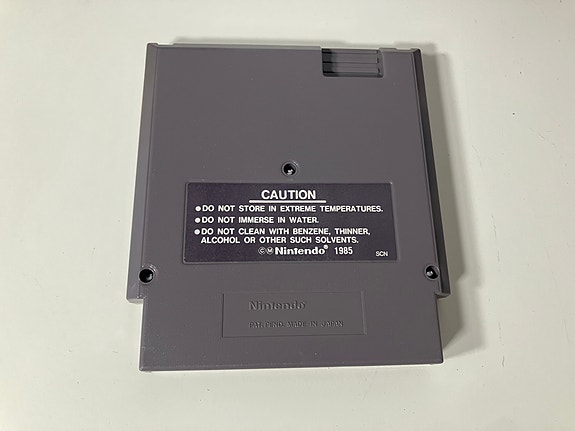 CAUTION
●DO NOT STORE IN EXTREME TEMPERATURES.
●DO NOT IMMERSE IN WATER.
●DO NOT CLEAN WITH BENZENE, THINNER,
ALCOHOL OR OTHER SUCH SOLVENTS.
©Ⓜ Nintendo® 1985
SCN
Nintendo®
PAT. PEND. MADE IN JAPAN